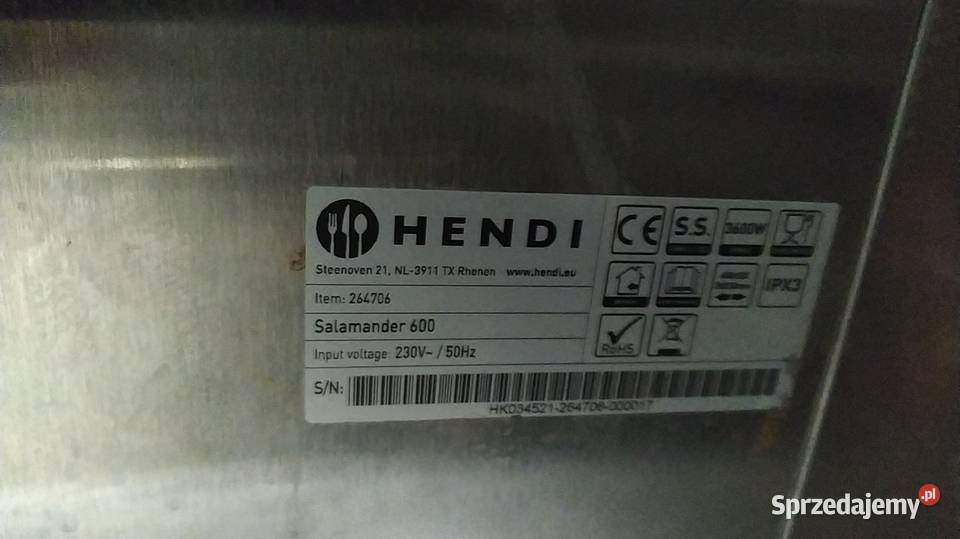 HENDI
Steenoven 21, NL-3911 TX Rhenen www.hendi.eu
Item: 264706
Salamander 600
Input voltage: 230V~ / 50Hz
S/N:
HK034521-264706-000017
CE
S.S.
3600W
IPX3
RoHS
Sprzedajemy.pl